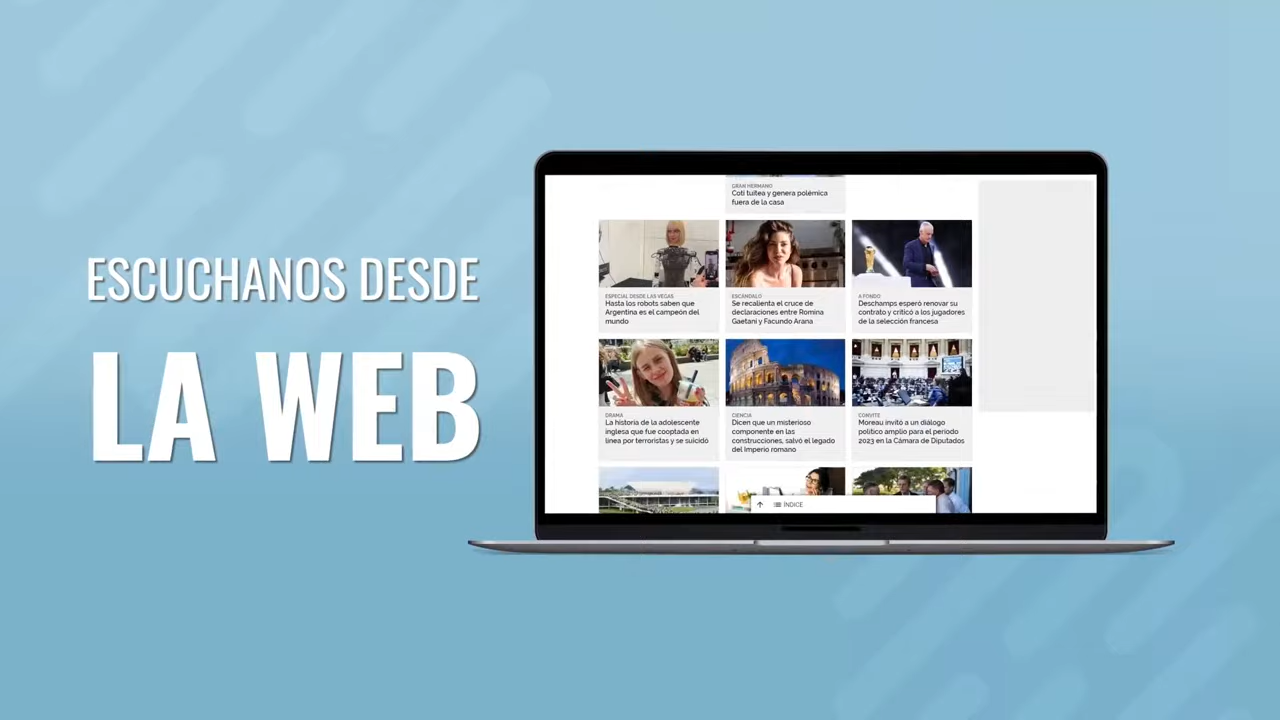 ESCUCHANOS DESDE
LA WEB
GRAN HERMANO
Coti tuitea y genera polémica
fuera de la casa
ESPECIAL DESDE LAS VEGAS
Hasta los robots saben que
Argentina es el campeón del
mundo
ESCÁNDALO
Se recalienta el cruce de
declaraciones entre Romina
Gaetani y Facundo Arana
A FONDO
Deschamps esperó renovar su
contrato y criticó a los jugadores
de la selección francesa
DRAMA
La historia de la adolescente
inglesa que fue cooptada en
línea por terroristas y se suicidó
CIENCIA
Dicen que un misterioso
componente en las
construcciones, salvó el legado
del Imperio romano
CONVITE
Moreau invitó a un diálogo
político amplio para el período
2023 en la Cámara de Diputados
ÍNDICE